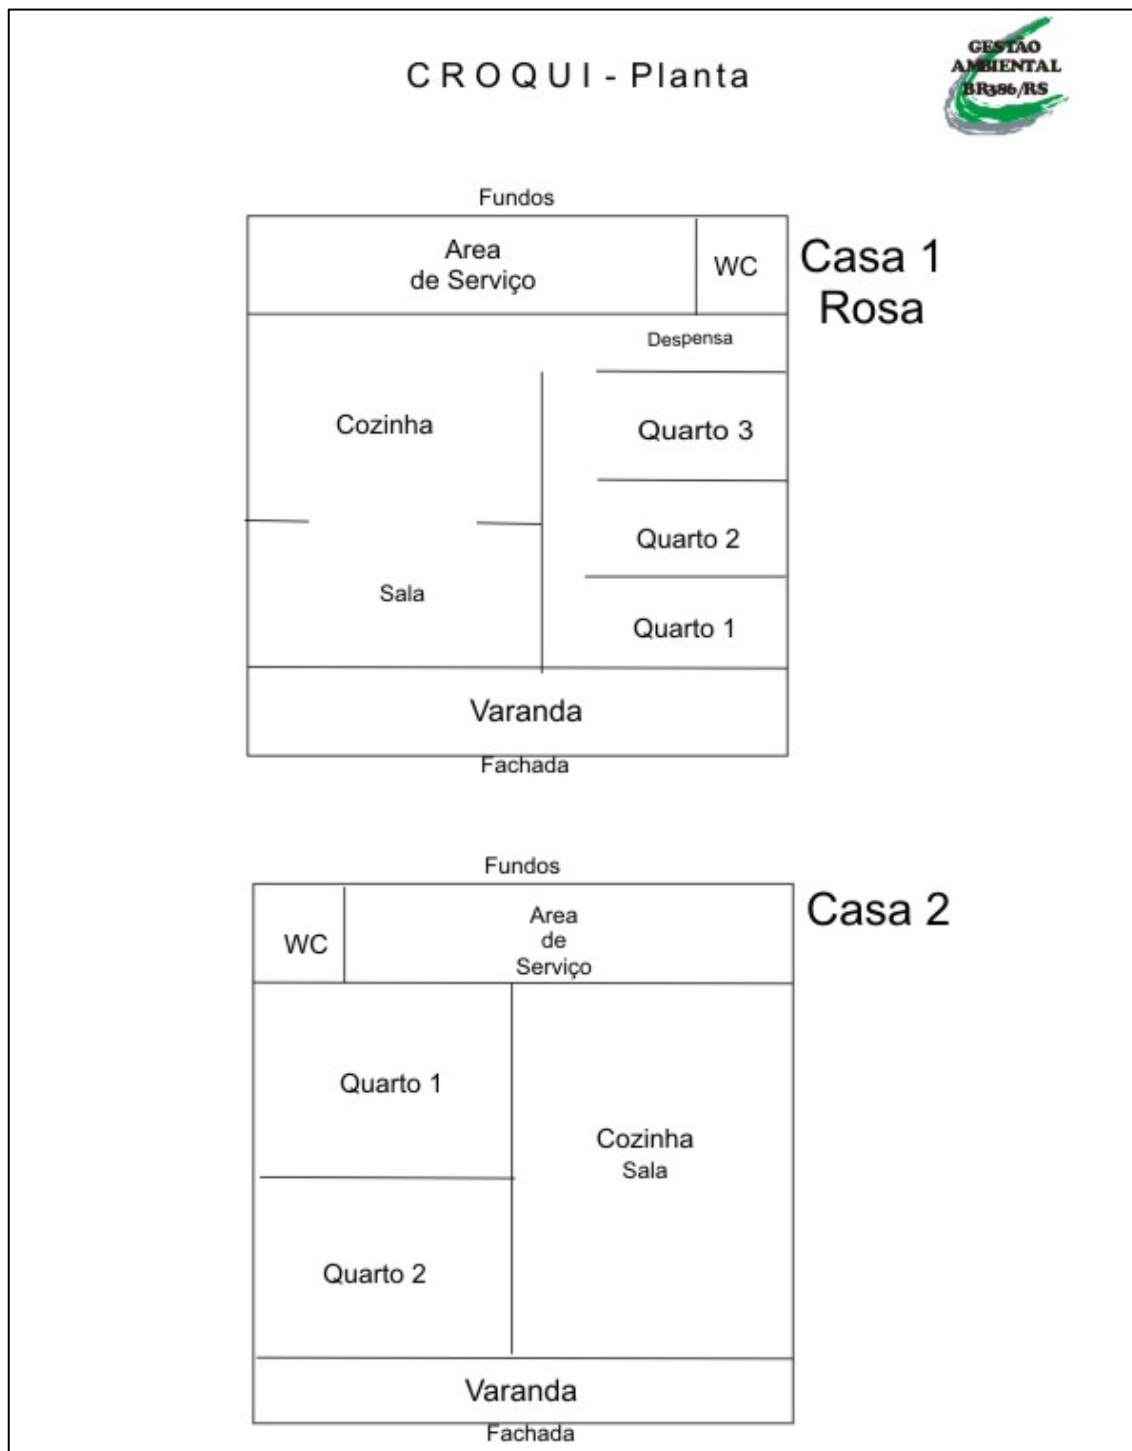 CROQUI - Planta
GESTÃO
AMBIENTAL
BR386/RS
Fundos
Area
de Serviço
WC
Casa 1
Rosa
Despensa
Cozinha
Quarto 3
Quarto 2
Sala
Quarto 1
Varanda
Fachada
Fundos
Casa 2
WC
Area
de
Serviço
Quarto 1
Cozinha
Sala
Quarto 2
Varanda
Fachada